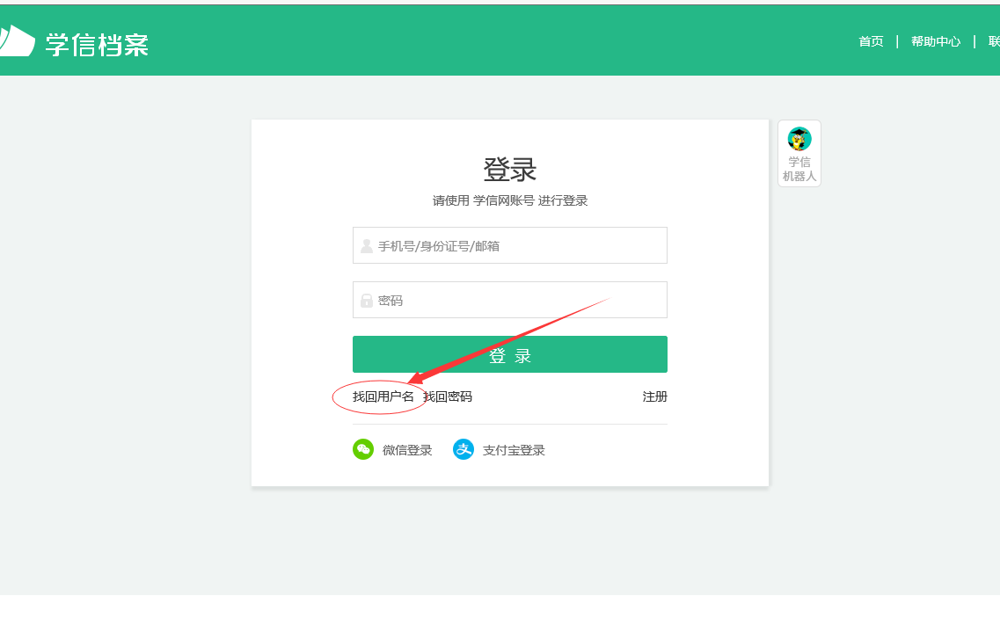 学信档案
首页 | 帮助中心 | 联
登录
请使用 学信网账号 进行登录
学信
机器人
手机号/身份证号/邮箱
密码
登 录
找回用户名 找回密码 注册
微信登录 支付宝登录